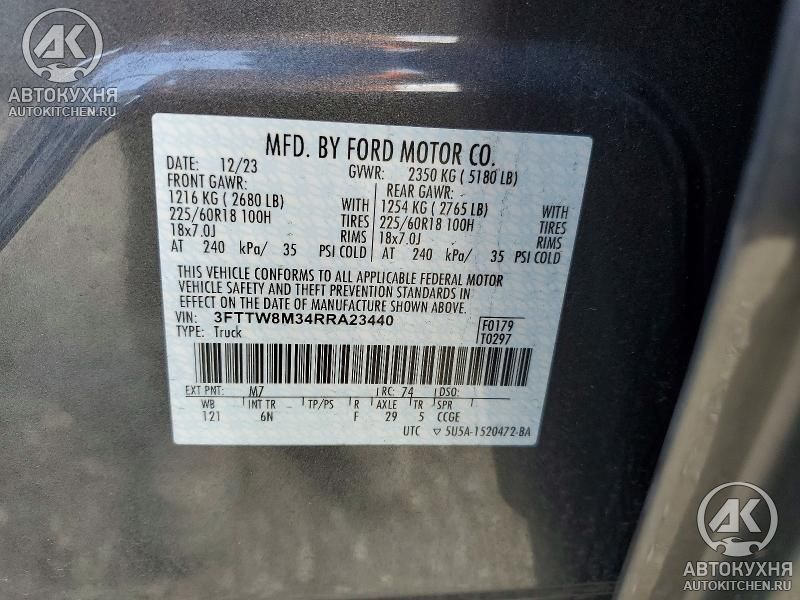 АК
АВТОКУХНЯ
AUTOKITCHEN.RU
MFD. BY FORD MOTOR CO.
DATE: 12/23 GVWR: 2350 KG ( 5180 LB)
FRONT GAWR: REAR GAWR:
1216 KG ( 2680 LB) WITH 1254 KG ( 2765 LB) WITH
225/60R18 100H TIRES 225/60R18 100H TIRES
18x7.0J RIMS 18x7.0J RIMS
AT 240 kPa/ 35 PSI COLD AT 240 kPa/ 35 PSI COLD
THIS VEHICLE CONFORMS TO ALL APPLICABLE FEDERAL MOTOR
VEHICLE SAFETY AND THEFT PREVENTION STANDARDS IN
EFFECT ON THE DATE OF MANUFACTURE SHOWN ABOVE.
VIN: 3FTTW8M34RRA23440 F0179
TYPE: Truck T0297
EXT PNT: M7 RC: 74 DSO:
WB INT TR TP/PS R AXLE TR SPR
121 6N F 29 5 CCGE
UTC ▽ 5U5A-1520472-BA
АК
АВТОКУХНЯ
AUTOKITCHEN.RU